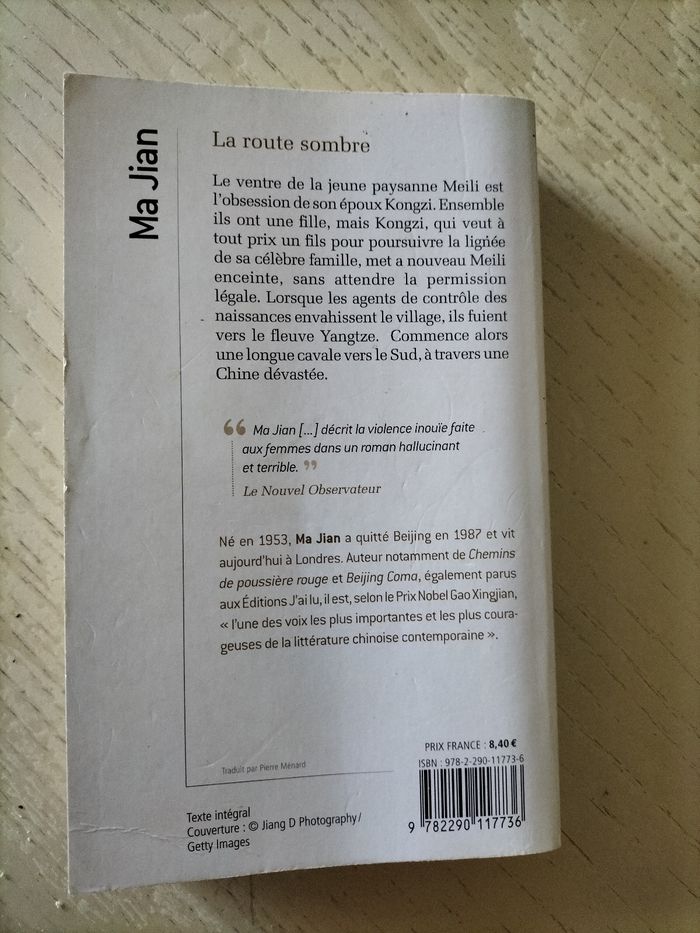 Ma Jian
La route sombre
Le ventre de la jeune paysanne Meili est
l'obsession de son époux Kongzi. Ensemble
ils ont une fille, mais Kongzi, qui veut à
tout prix un fils pour poursuivre la lignée
de sa célèbre famille, met a nouveau Meili
enceinte, sans attendre la permission
légale. Lorsque les agents de contrôle des
naissances envahissent le village, ils fuient
vers le fleuve Yangtze. Commence alors
une longue cavale vers le Sud, à travers une
Chine dévastée.
“ Ma Jian [...] décrit la violence inouïe faite
aux femmes dans un roman hallucinant
et terrible. ”
Le Nouvel Observateur
Né en 1953, Ma Jian a quitté Beijing en 1987 et vit
aujourd'hui à Londres. Auteur notamment de Chemins
de poussière rouge et Beijing Coma, également parus
aux Éditions J'ai lu, il est, selon le Prix Nobel Gao Xingjian,
« l'une des voix les plus importantes et les plus coura-
geuses de la littérature chinoise contemporaine ».
Traduit par Pierre Ménard
Texte intégral
Couverture : © Jiang D Photography/
Getty Images
PRIX FRANCE : 8,40 €
ISBN : 978-2-290-11773-6
9 782290 117736